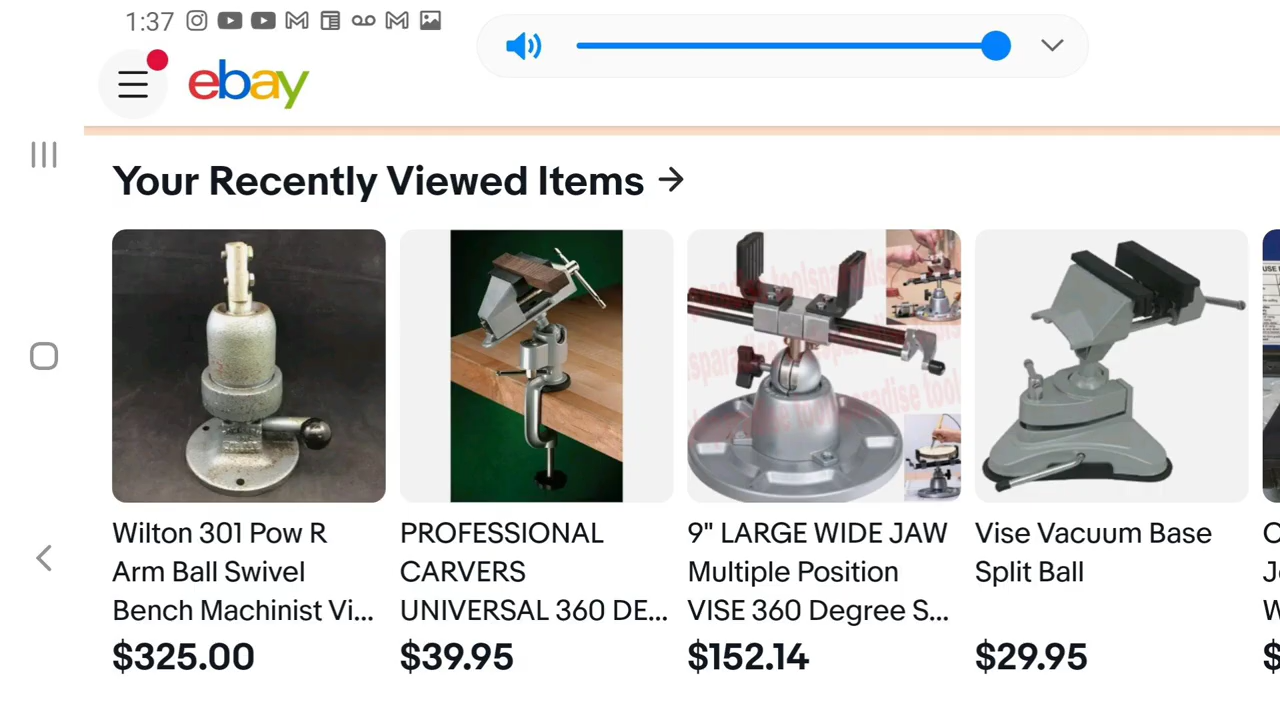 1:37
ebay
Your Recently Viewed Items →
Wilton 301 Pow R
Arm Ball Swivel
Bench Machinist Vi...
$325.00
PROFESSIONAL
CARVERS
UNIVERSAL 360 DE...
$39.95
9" LARGE WIDE JAW
Multiple Position
VISE 360 Degree S...
$152.14
Vise Vacuum Base
Split Ball
$29.95